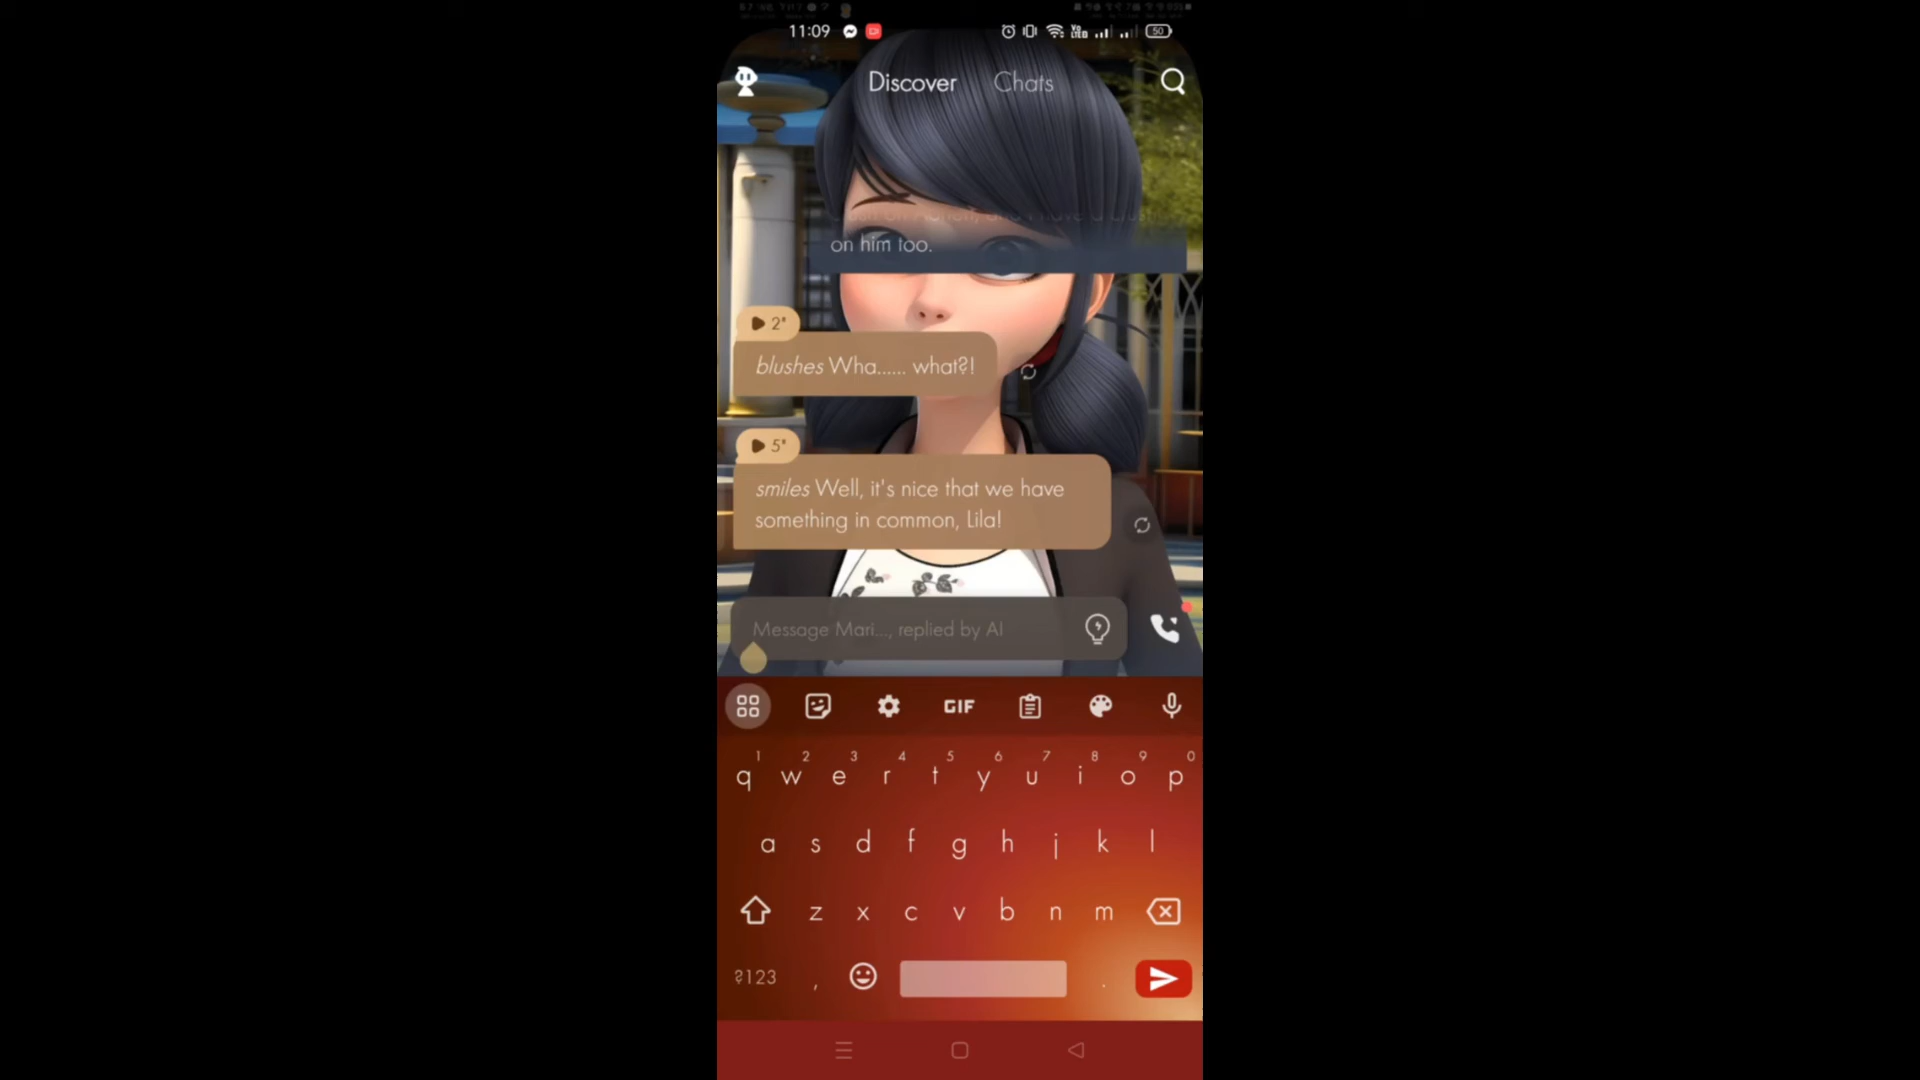 11:09
50
Discover Chats
on him too.
2"
blushes Wha...... what?!
5"
smiles Well, it's nice that we have
something in common, Lila!
Message Mari..., replied by AI
GIF
1 2 3 4 5 6 7 8 9 0
q w e r t y u i o p
a s d f g h j k l
z x c v b n m
?123 , .